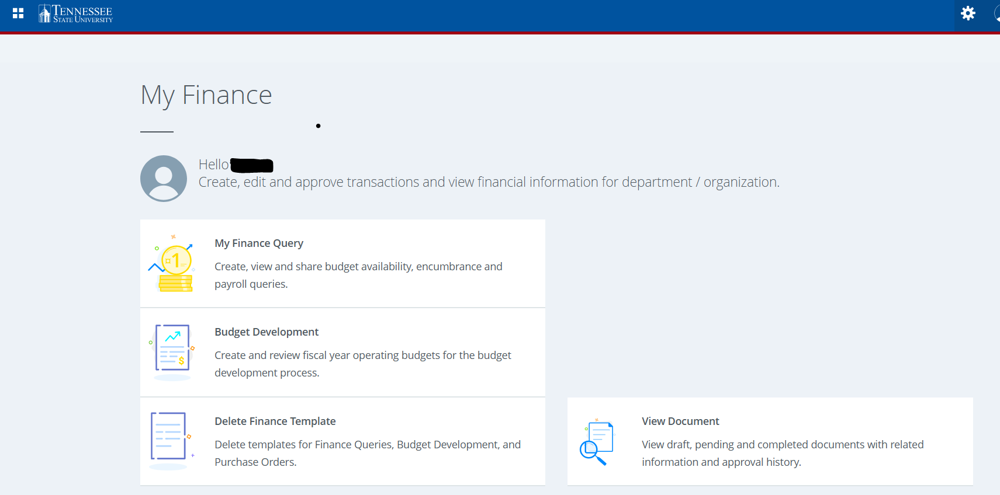 TENNESSEE
STATE UNIVERSITY
My Finance
Hello
Create, edit and approve transactions and view financial information for department / organization.
1
My Finance Query
Create, view and share budget availability, encumbrance and
payroll queries.
$
Budget Development
Create and review fiscal year operating budgets for the budget
development process.
Delete Finance Template
Delete templates for Finance Queries, Budget Development, and
Purchase Orders.
View Document
View draft, pending and completed documents with related
information and approval history.